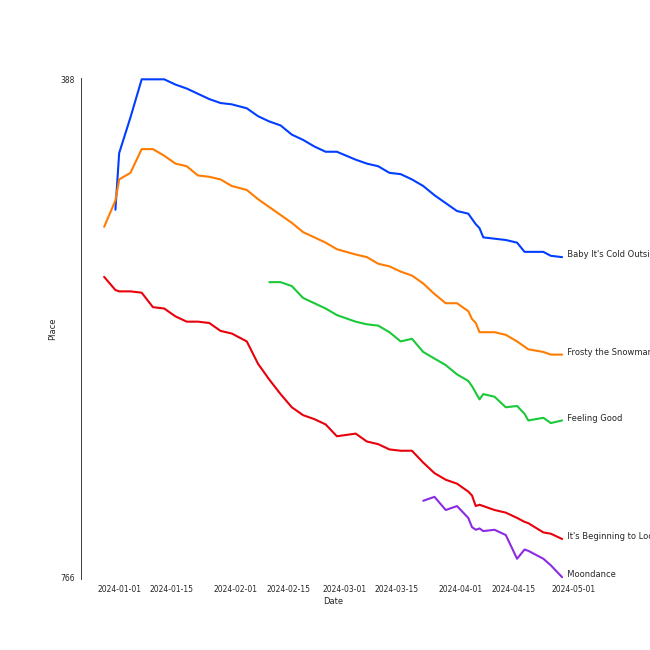 388
Baby It's Cold Outsi
Place
Frosty the Snowman
Feeling Good
It's Beginning to Loo
766
Moondance
2024-01-01 2024-01-15 2024-02-01 2024-02-15 2024-03-01 2024-03-15 2024-04-01 2024-04-15 2024-05-01
Date